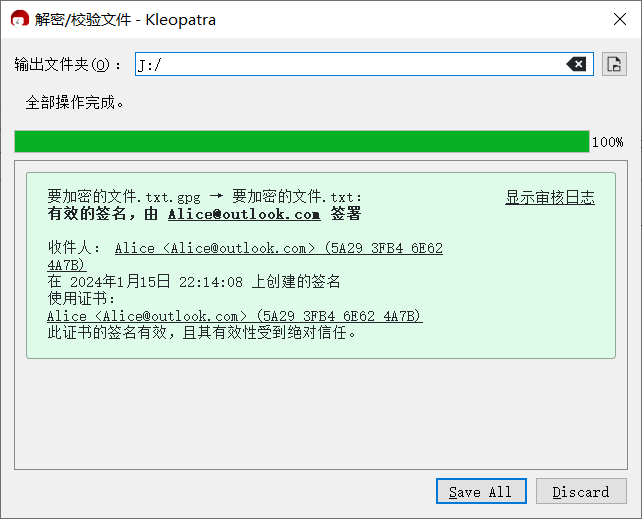 解密/校验文件 - Kleopatra
输出文件夹(O)： J:/
全部操作完成。
100%
要加密的文件.txt.gpg → 要加密的文件.txt: 显示审核日志
有效的签名，由 Alice@outlook.com 签署
收件人: Alice <Alice@outlook.com> (5A29 3FB4 6E62
4A7B)
在 2024年1月15日 22:14:08 上创建的签名
使用证书:
Alice <Alice@outlook.com> (5A29 3FB4 6E62 4A7B)
此证书的签名有效，且其有效性受到绝对信任。
Save All Discard